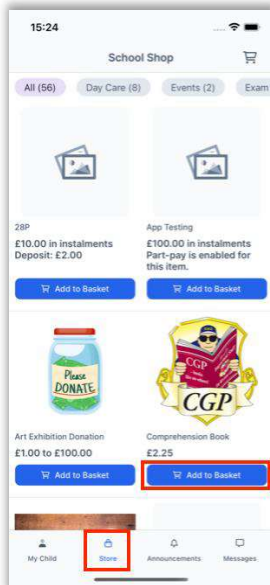 15:24
School Shop
All (56) Day Care (8) Events (2) Exam
28P
£10.00 in instalments
Deposit: £2.00
Add to Basket
App Testing
£100.00 in instalments
Part-pay is enabled for
this item.
Add to Basket
Please
DONATE
Art Exhibition Donation
£1.00 to £100.00
Add to Basket
CGP
CGP
Comprehension Book
£2.25
Add to Basket
My Child Store Announcements Messages